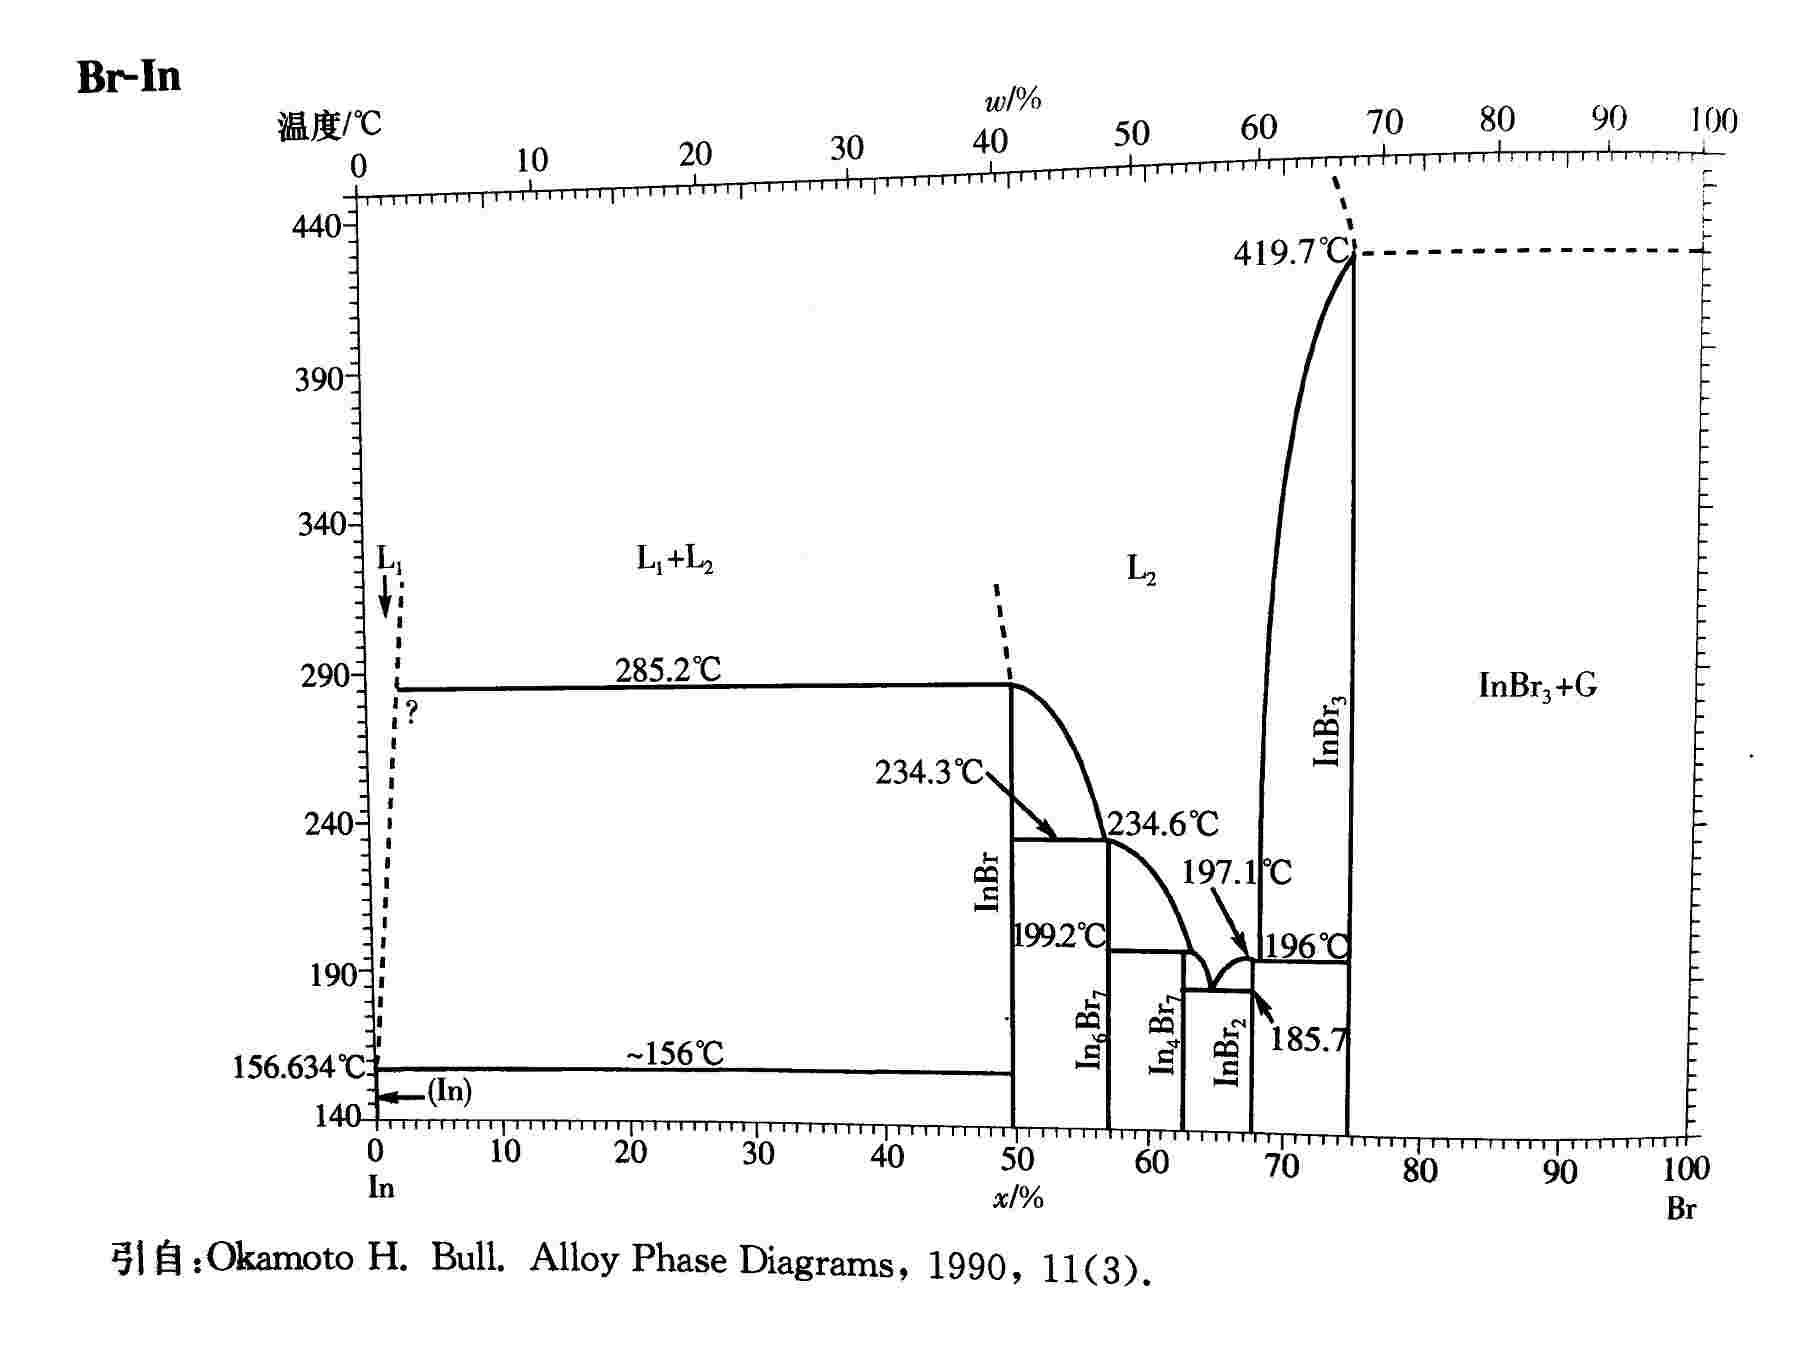 Br-In
w/%
温度/℃
0 10 20 30 40 50 60 70 80 90 100
440
419.7℃
390
340
L₁
L₁+L₂
L₂
290
285.2℃
InBr₃
InBr₃+G
?
234.3℃
240
234.6℃
InBr
197.1℃
199.2℃
196℃
190
In₆Br₇
In₄Br₇
InBr₂
185.7
156.634℃
~156℃
(In)
140
0 10 20 30 40 50 60 70 80 90 100
In
x/%
Br
引自:Okamoto H. Bull. Alloy Phase Diagrams, 1990, 11(3).